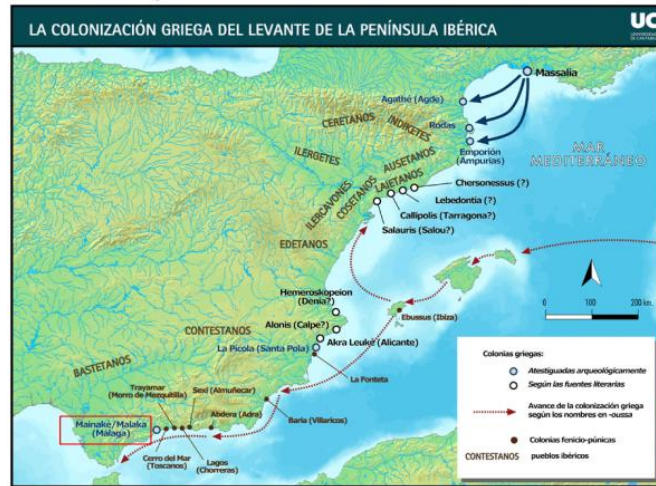 LA COLONIZACIÓN GRIEGA DEL LEVANTE DE LA PENÍNSULA IBÉRICA
UC
Massalia
Agathé (Agde)
CERETANOS
INDIKETES
Rodas
Emporión
(Ampurias)
MAR
MEDITERRÁNEO
ILERGETES
AUSETANOS
LAIETANOS
COSETANOS
ILERCAVONES
Chersonessus (?)
Lebedontia (?)
Callipolis (Tarragona?)
Salauris (Salou?)
EDETANOS
Hemeroskopeion
(Denia?)
Ebussus (Ibiza)
0 100 200 km.
CONTESTANOS
Alonis (Calpe?)
Akra Leuké (Alicante)
La Picola (Santa Pola)
La Fonteta
BASTETANOS
Trayamar
(Morro de Mezquitilla)
Sexi (Almuñecar)
Abdera (Adra)
Baria (Villaricos)
Mainaké/Malaka
(Málaga)
Cerro del Mar
(Toscanos)
Lagos
(Chorreras)
Colonias griegas:
Atestiguadas arqueológicamente
Según las fuentes literarias
Avance de la colonización griega
según los nombres en -oussa
Colonias fenicio-púnicas
CONTESTANOS pueblos ibéricos